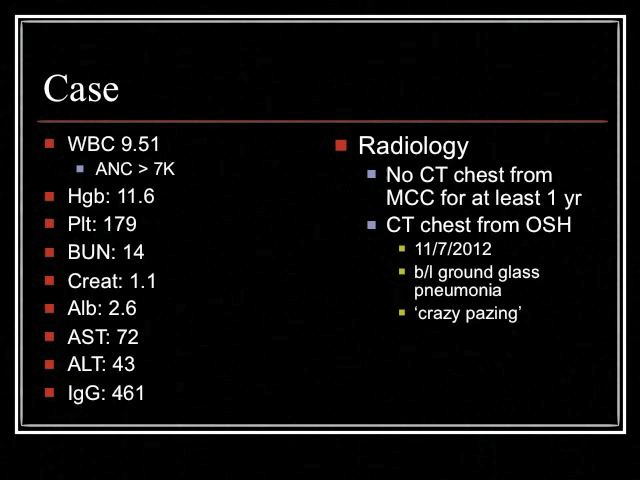 Case
WBC 9.51
ANC > 7K
Hgb: 11.6
Plt: 179
BUN: 14
Creat: 1.1
Alb: 2.6
AST: 72
ALT: 43
IgG: 461
Radiology
No CT chest from
MCC for at least 1 yr
CT chest from OSH
11/7/2012
b/l ground glass
pneumonia
‘crazy pazing’